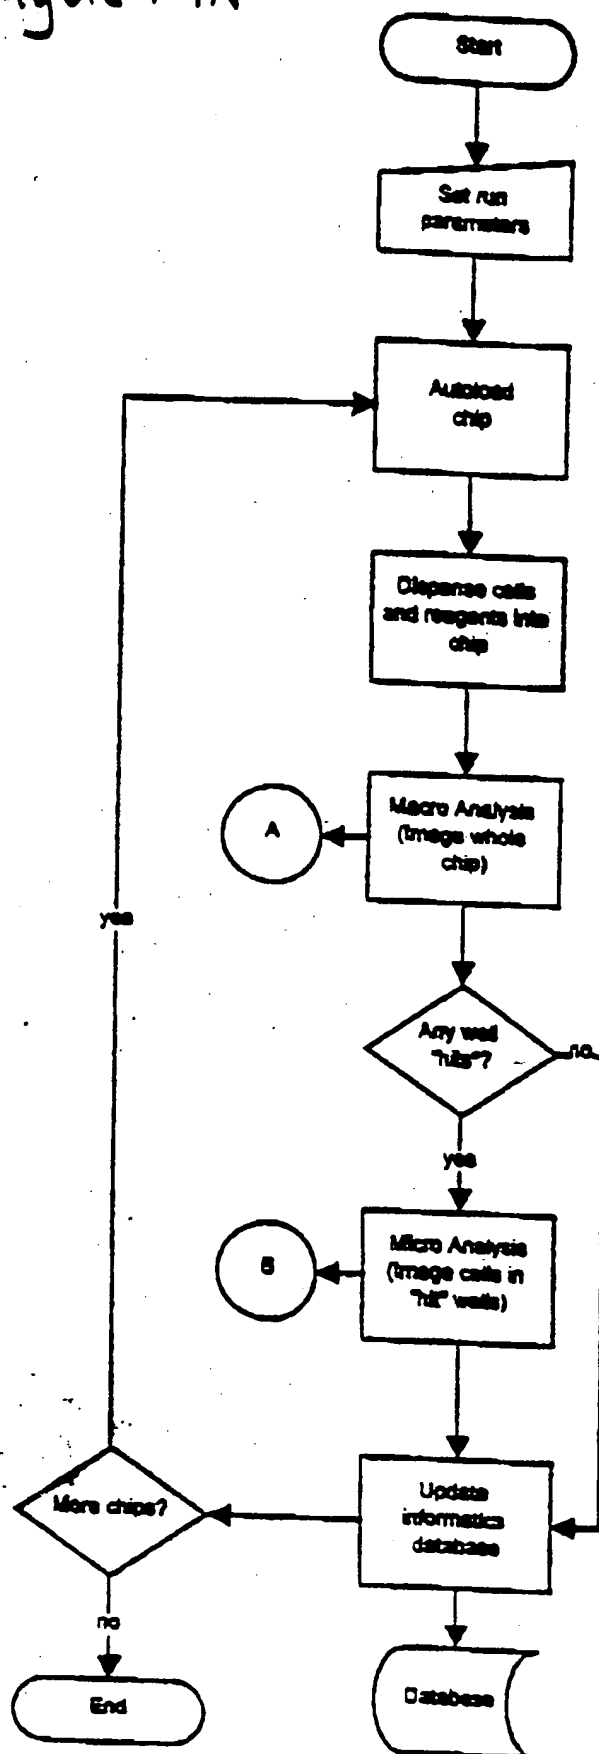 Start
Set run
parameters
Autoload
chip
Dispense cells
and reagents into
chip
Macro Analysis
(Image whole
chip)
A
yes
Any well
"hits"?
no
yes
Micro Analysis
(Image cells in
"hit" wells)
B
More chips?
Update
informatics
database
no
End
Database